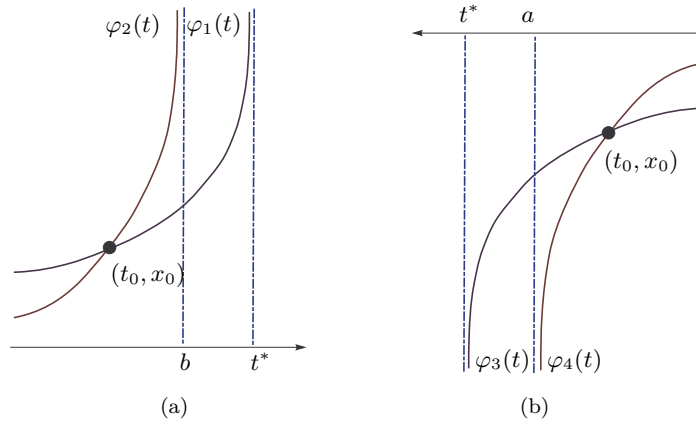 φ₂(t) φ₁(t)
(t₀, x₀)
b t*
(a)
t* a
(t₀, x₀)
φ₃(t) φ₄(t)
(b)